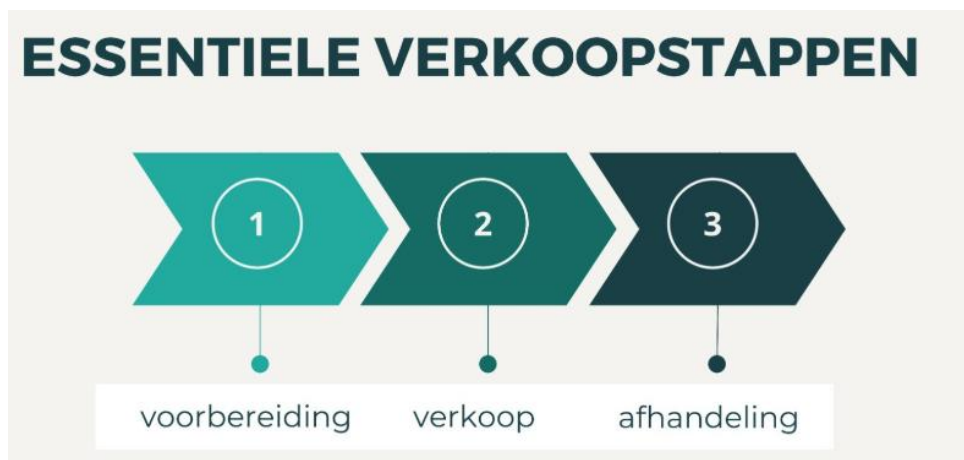 ESSENTIELE VERKOOPSTAPPEN
1 2 3
voorbereiding verkoop afhandeling